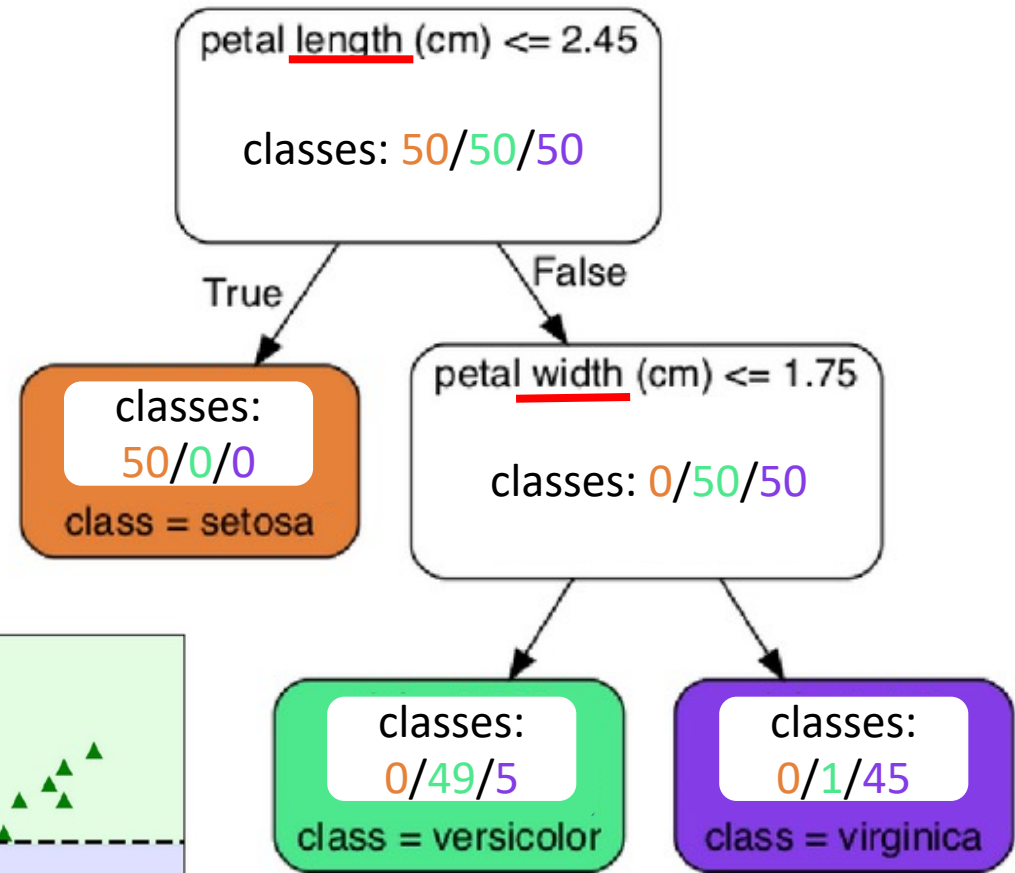 petal length (cm) <= 2.45
classes: 50/50/50
True
False
classes:
50/0/0
class = setosa
petal width (cm) <= 1.75
classes: 0/50/50
classes:
0/49/5
class = versicolor
classes:
0/1/45
class = virginica